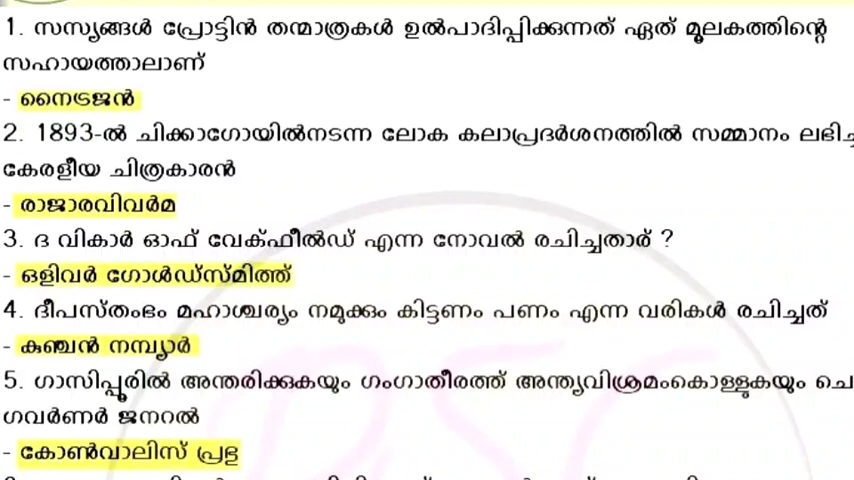 1. സസ്യങ്ങൾ പ്രോട്ടിൻ തന്മാത്രകൾ ഉൽപാദിപ്പിക്കുന്നത് ഏത് മൂലകത്തിന്റെ
സഹായത്താലാണ്
- നൈട്രജൻ
2. 1893-ൽ ചിക്കാഗോയിൽനടന്ന ലോക കലാപ്രദർശനത്തിൽ സമ്മാനം
കേരളീയ ചിത്രകാരൻ
- രാജാരവിവർമ
3. ദ വികാർ ഓഫ് വേക്ഫീൽഡ് എന്ന നോവൽ രചിച്ചതാര് ?
- ഒളിവർ ഗോൾഡ്സ്മിത്ത്
4. ദീപസ്തംഭം മഹാശ്ചര്യം നമുക്കും കിട്ടണം പണം എന്ന വരികൾ രചിച്ചത്
- കുഞ്ചൻ നമ്പ്യാർ
5. ഗാസിപ്പൂരിൽ അന്തരിക്കുകയും ഗംഗാതീരത്ത് അന്ത്യവിശ്രമംകൊള്ളുകയും
ഗവർണർ ജനറൽ
- കോൺവാലിസ് പ്രഭു